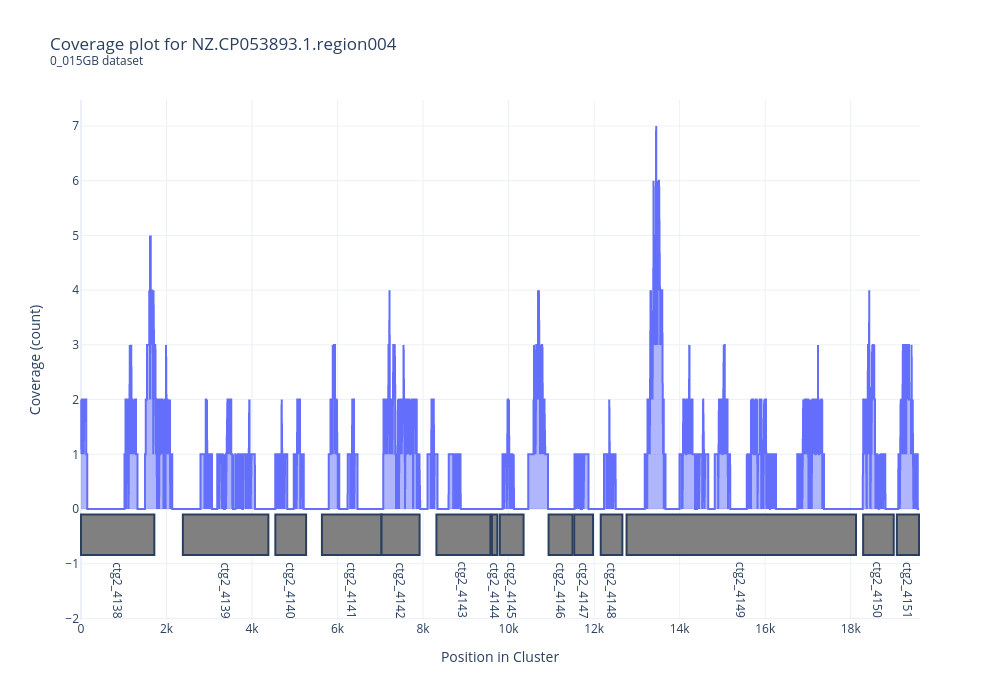 Coverage plot for NZ.CP053893.1.region004
0_015GB dataset
7
6
5
4
3
2
1
0
−1
−2
Coverage (count)
ctg2_4138
ctg2_4139
ctg2_4140
ctg2_4141
ctg2_4142
ctg2_4143
ctg2_4144
ctg2_4145
ctg2_4146
ctg2_4147
ctg2_4148
ctg2_4149
ctg2_4150
ctg2_4151
0 2k 4k 6k 8k 10k 12k 14k 16k 18k
Position in Cluster